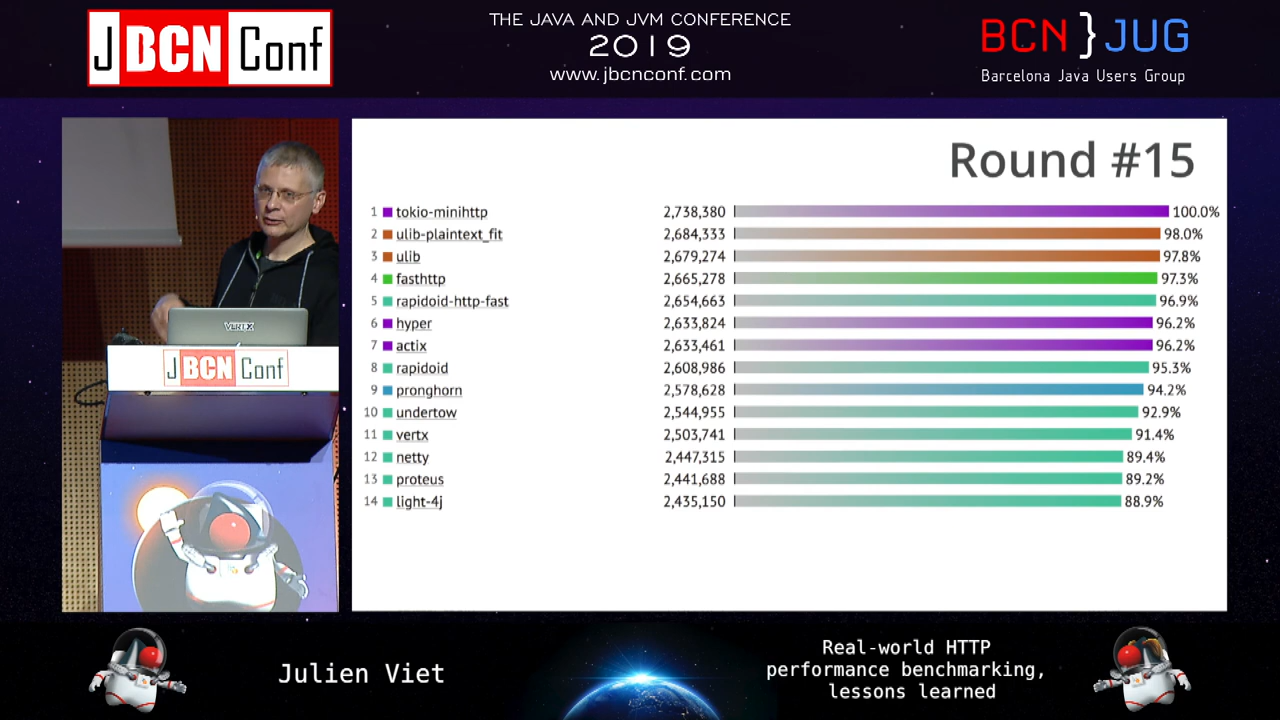 JBCNConf
THE JAVA AND JVM CONFERENCE
2019
www.jbcnconf.com
BCN}JUG
Barcelona Java Users Group
Round #15
1 tokio-minihttp 2,738,380 100.0%
2 ulib-plaintext_fit 2,684,333 98.0%
3 ulib 2,679,274 97.8%
4 fasthttp 2,665,278 97.3%
5 rapidoid-http-fast 2,654,663 96.9%
6 hyper 2,633,824 96.2%
7 actix 2,633,461 96.2%
8 rapidoid 2,608,986 95.3%
9 pronghorn 2,578,628 94.2%
10 undertow 2,544,955 92.9%
11 vertx 2,503,741 91.4%
12 netty 2,447,315 89.4%
13 proteus 2,441,688 89.2%
14 light-4j 2,435,150 88.9%
VERT.X
JBCNConf
Julien Viet
Real-world HTTP
performance benchmarking,
lessons learned